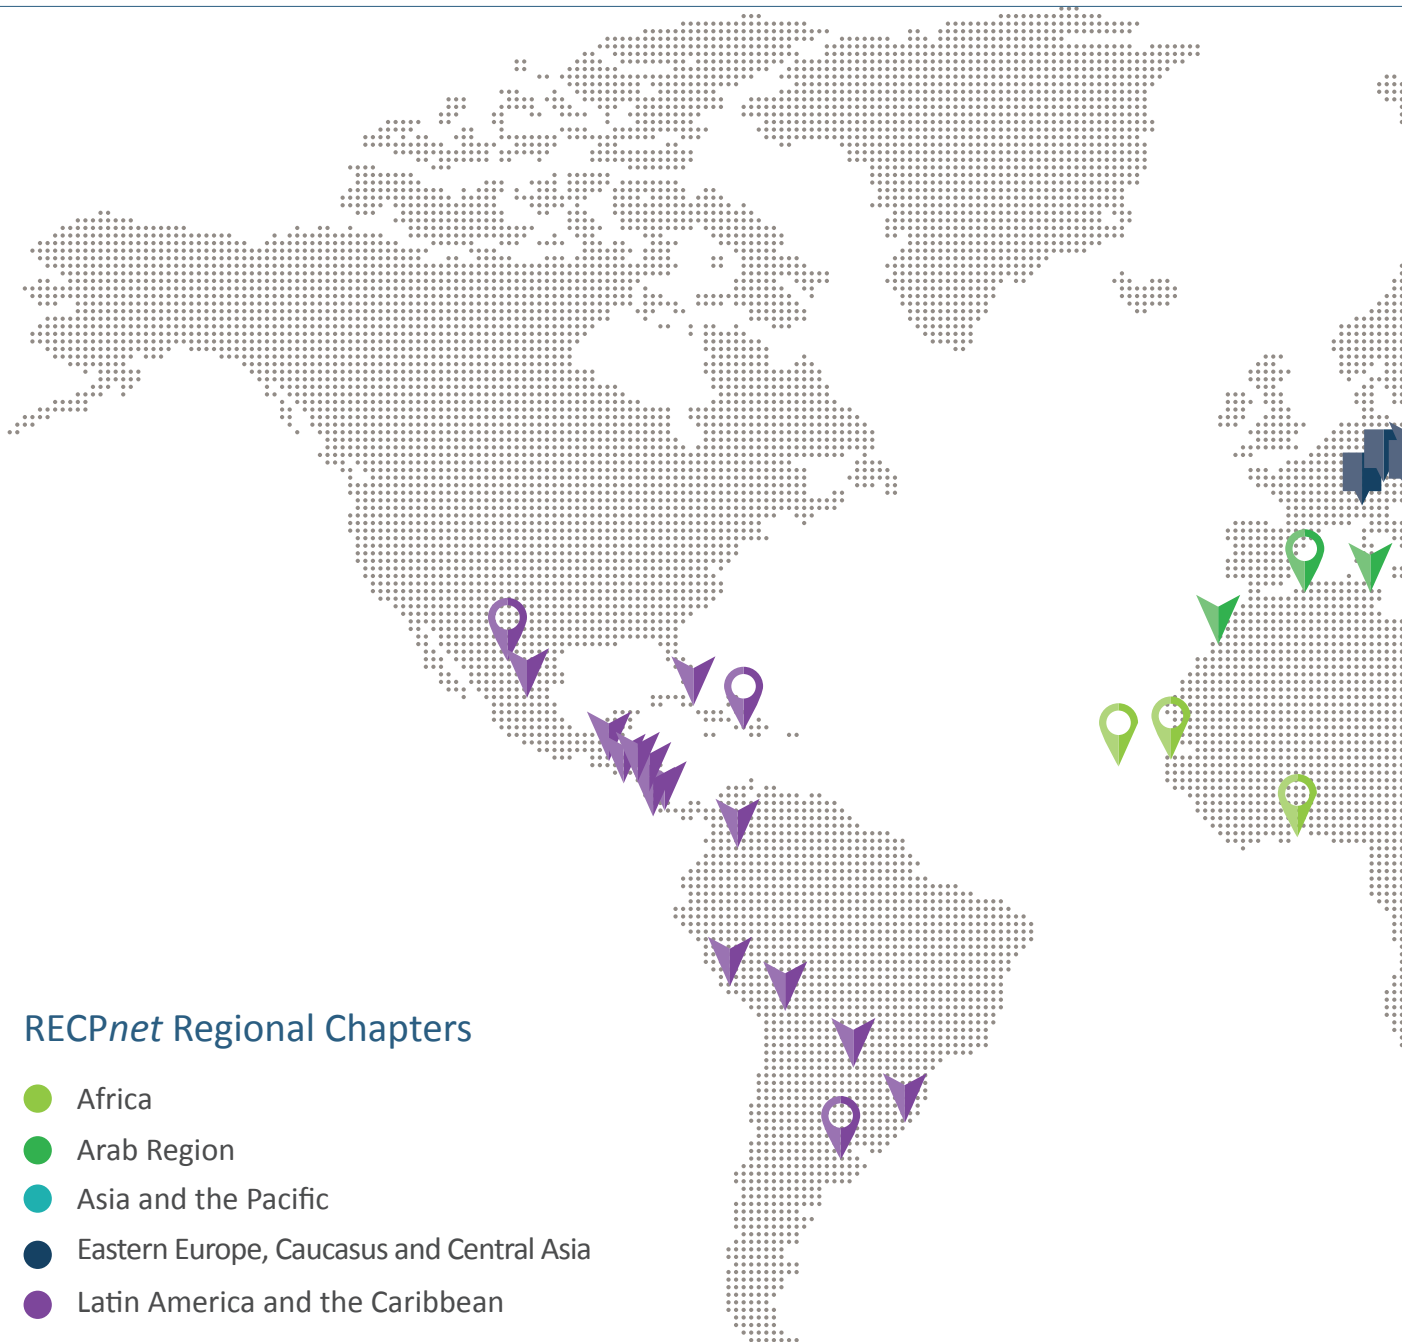 RECPnet Regional Chapters
Africa
Arab Region
Asia and the Pacific
Eastern Europe, Caucasus and Central Asia
Latin America and the Caribbean